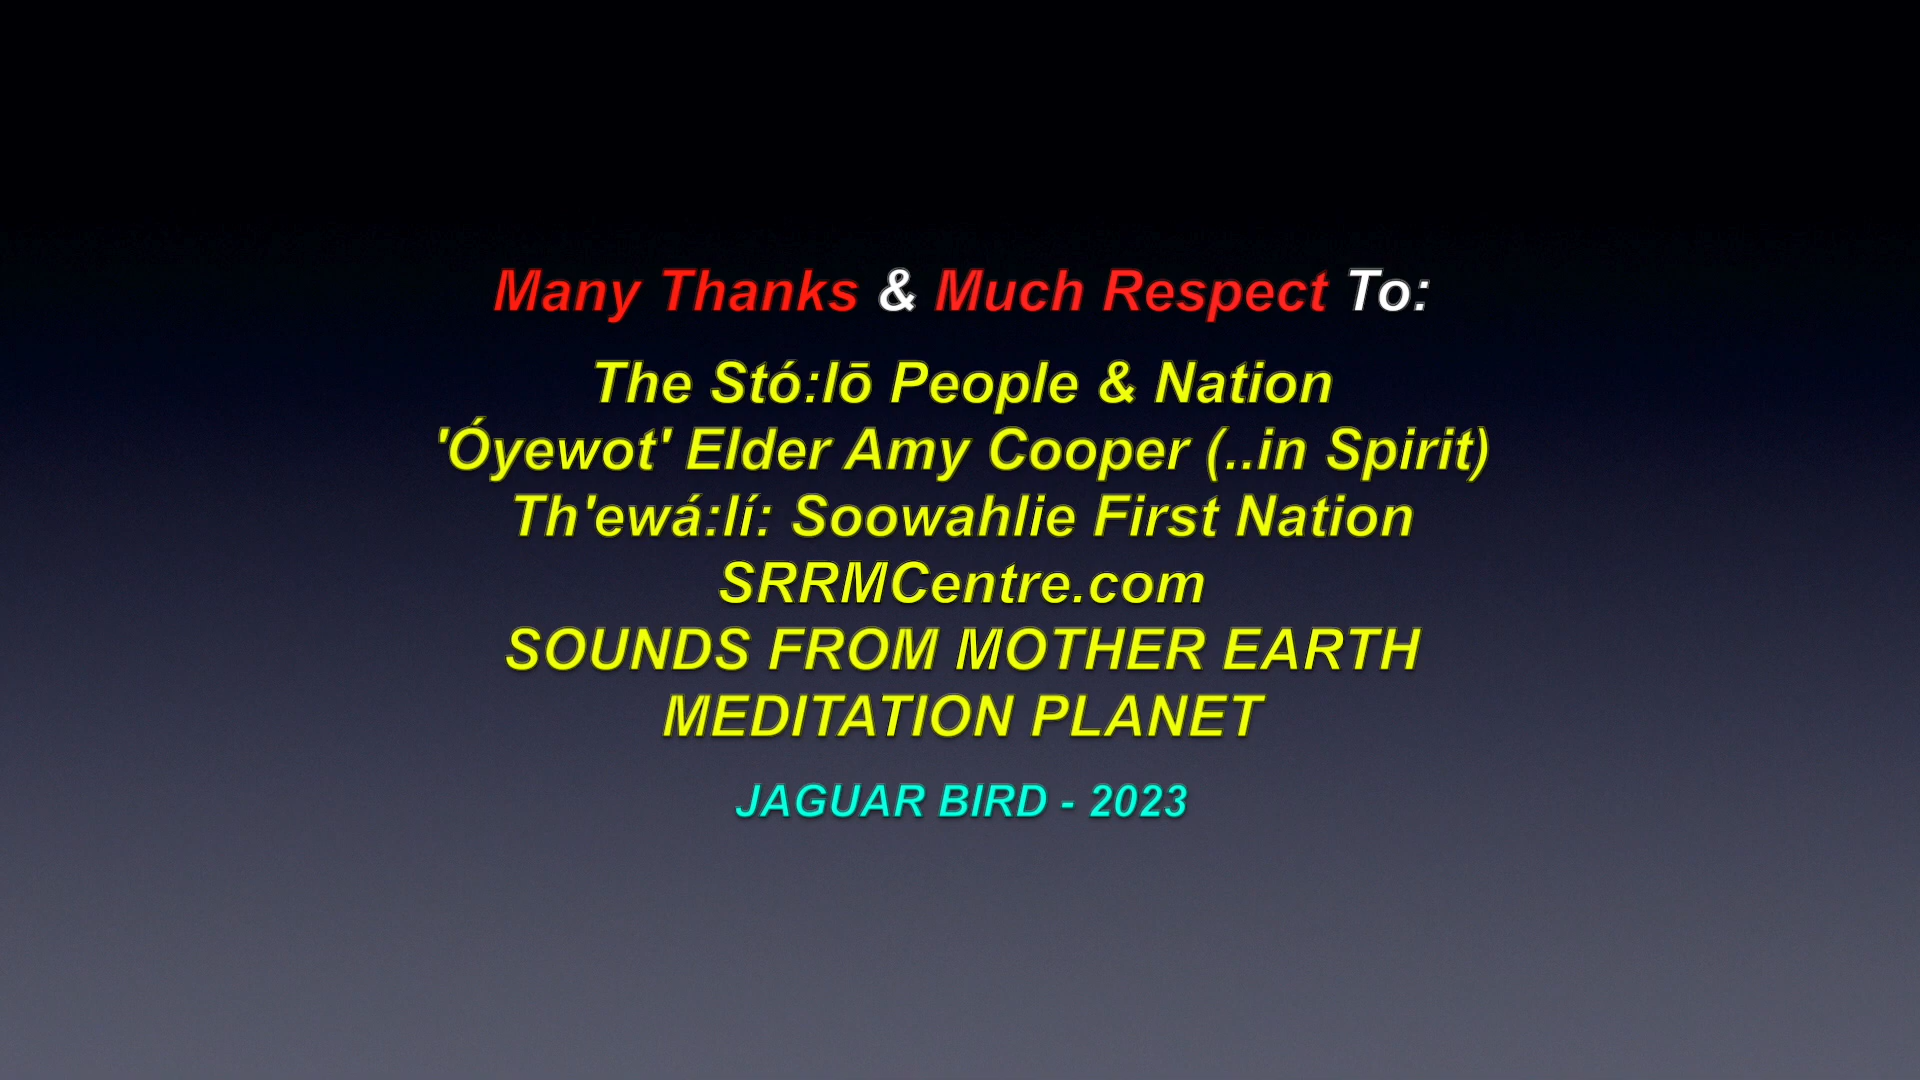 Many Thanks & Much Respect To:
The Stó:lō People & Nation
'Óyewot' Elder Amy Cooper (..in Spirit)
Th'ewá:lí: Soowahlie First Nation
SRRMCentre.com
SOUNDS FROM MOTHER EARTH
MEDITATION PLANET
JAGUAR BIRD - 2023